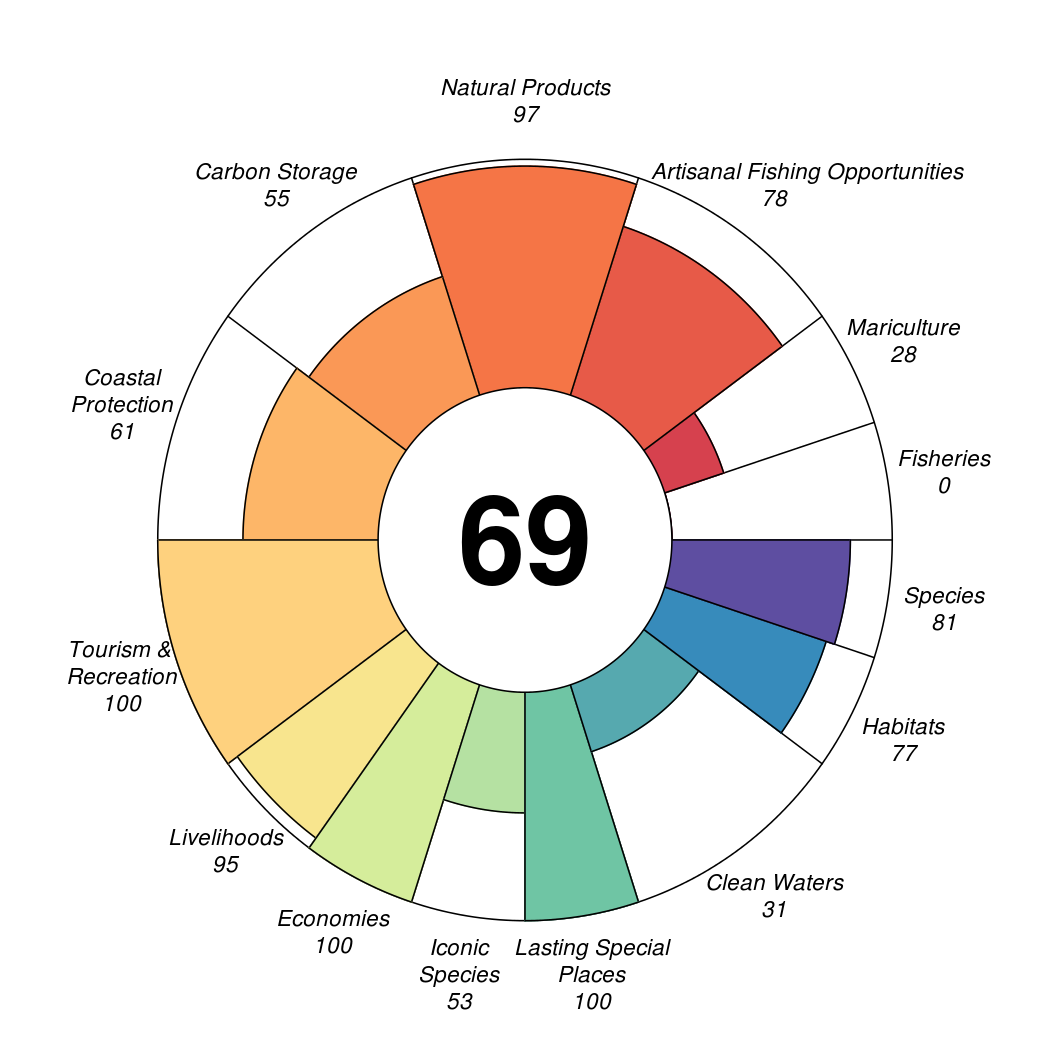 Natural Products
97
Carbon Storage
55
Artisanal Fishing Opportunities
78
Mariculture
28
Coastal
Protection
61
Fisheries
0
69
Species
81
Tourism &
Recreation
100
Habitats
77
Livelihoods
95
Clean Waters
31
Economies
100
Iconic
Species
53
Lasting Special
Places
100